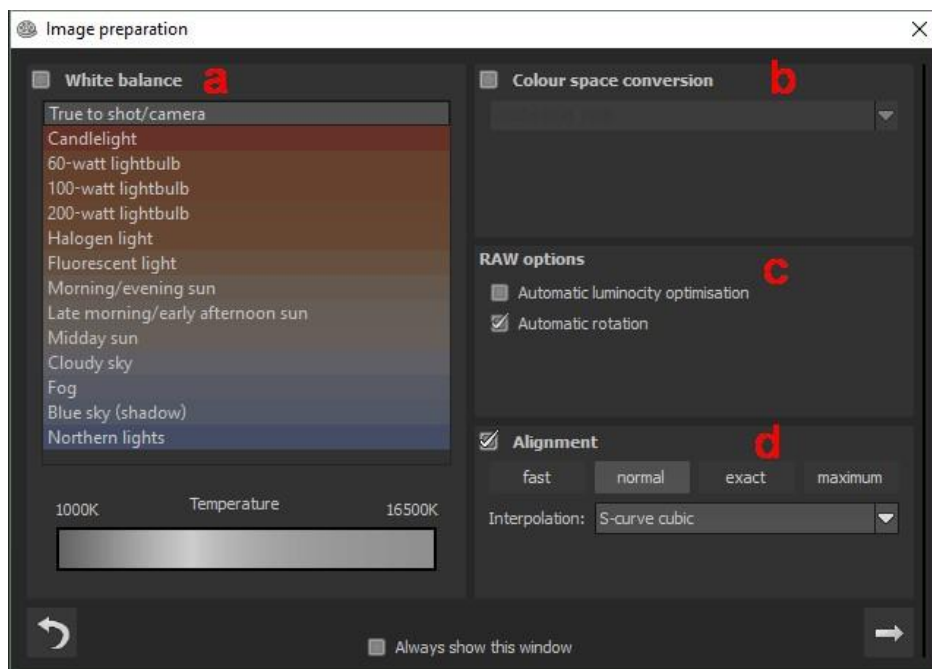 Image preparation
White balance a
True to shot/camera
Candlelight
60-watt lightbulb
100-watt lightbulb
200-watt lightbulb
Halogen light
Fluorescent light
Morning/evening sun
Late morning/early afternoon sun
Midday sun
Cloudy sky
Fog
Blue sky (shadow)
Northern lights
Temperature
1000K 16500K
Colour space conversion b
RAW options c
Automatic luminocity optimisation
Automatic rotation
Alignment d
fast normal exact maximum
Interpolation: S-curve cubic
Always show this window